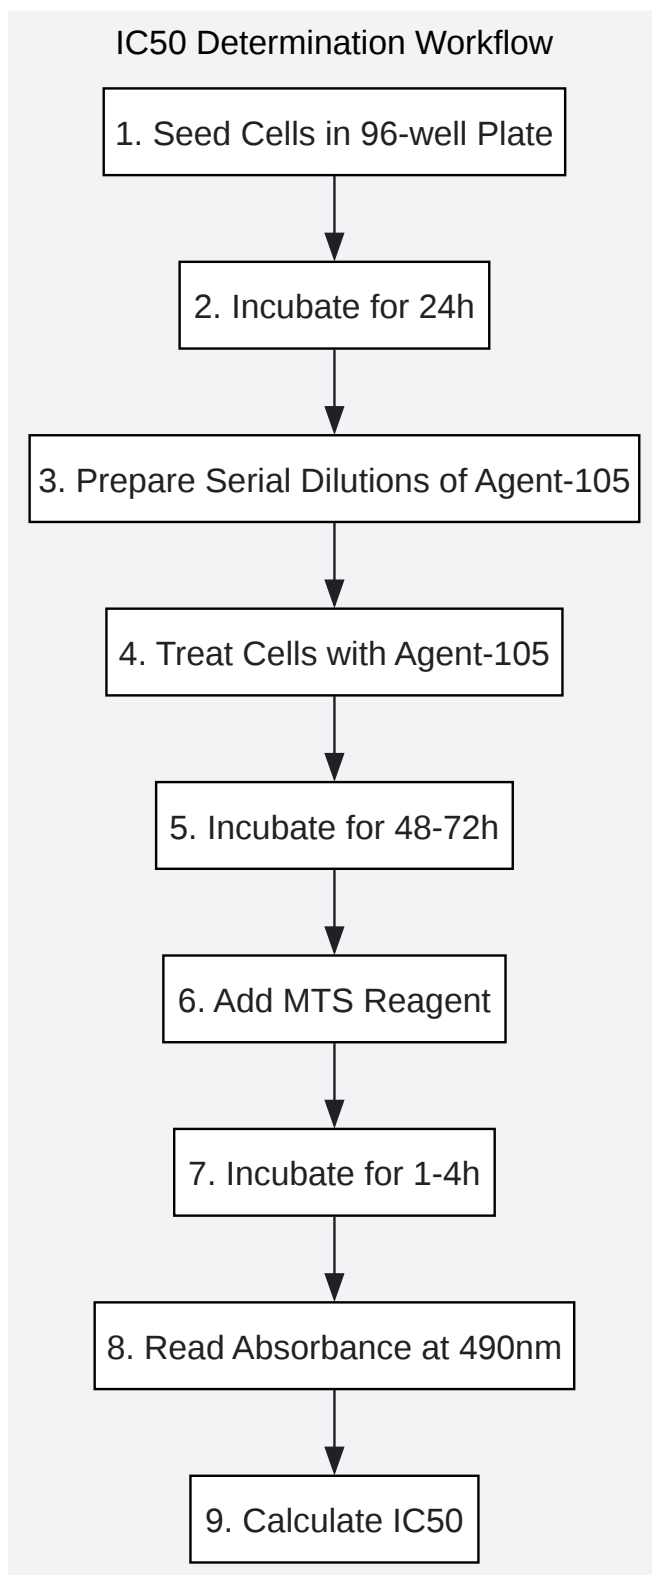 IC50 Determination Workflow
1. Seed Cells in 96-well Plate
2. Incubate for 24h
3. Prepare Serial Dilutions of Agent-105
4. Treat Cells with Agent-105
5. Incubate for 48-72h
6. Add MTS Reagent
7. Incubate for 1-4h
8. Read Absorbance at 490nm
9. Calculate IC50